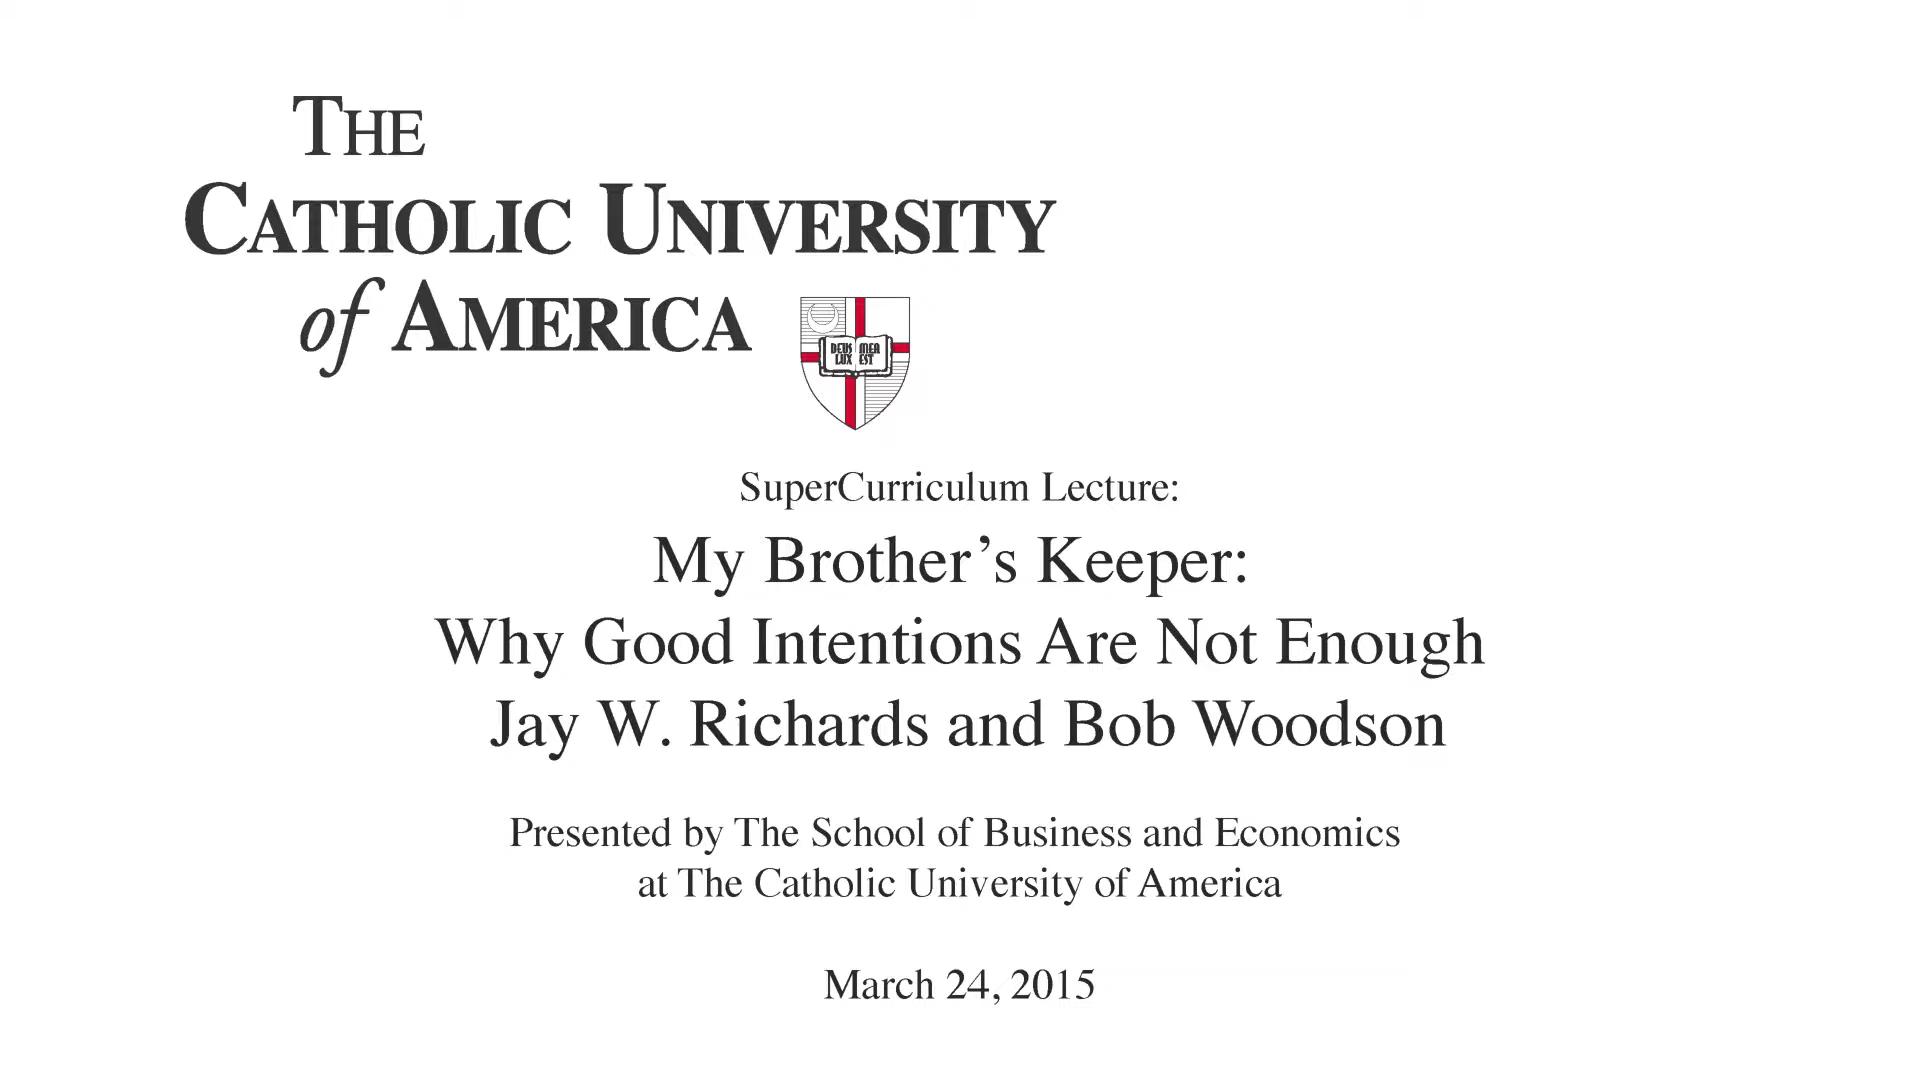 THE
CATHOLIC UNIVERSITY
of AMERICA
DEUS MEA
LUX EST
SuperCurriculum Lecture:
My Brother’s Keeper:
Why Good Intentions Are Not Enough
Jay W. Richards and Bob Woodson
Presented by The School of Business and Economics
at The Catholic University of America
March 24, 2015